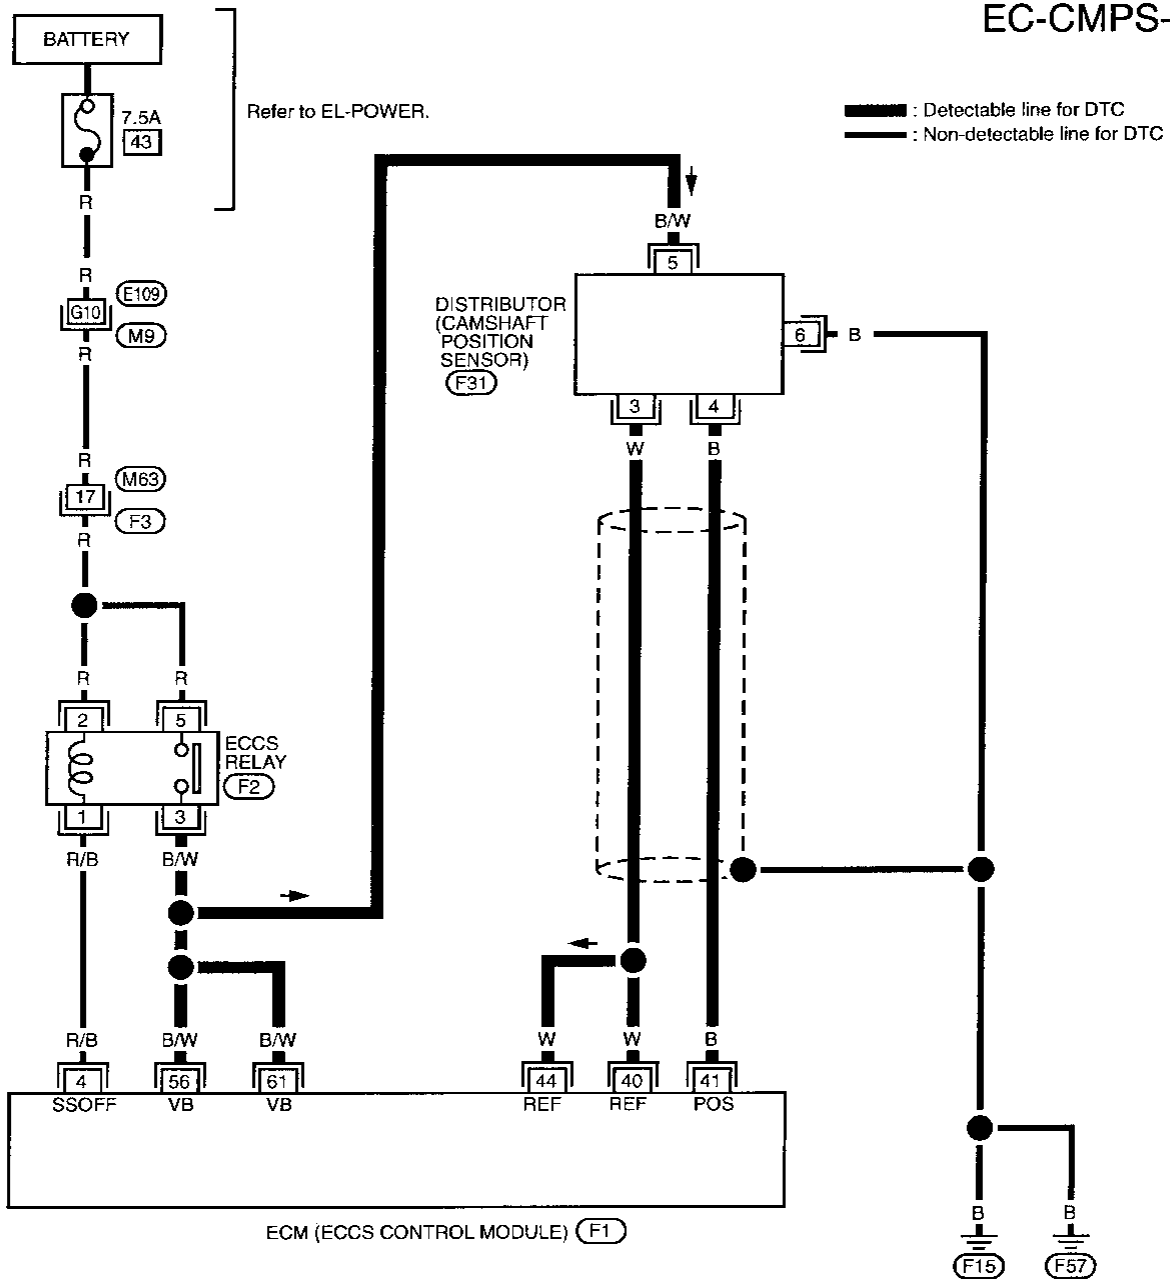 EC-CMPS-
BATTERY
7.5A
43
Refer to EL-POWER.
: Detectable line for DTC
: Non-detectable line for DTC
R
R
G10
E109
M9
R
R
17
M63
F3
R
B/W
5
DISTRIBUTOR
(CAMSHAFT
POSITION
SENSOR)
F31
6
B
3
4
W
B
R
R
2
5
ECCS
RELAY
F2
1
3
R/B
B/W
R/B
B/W
B/W
W
W
B
4
56
61
44
40
41
SSOFF
VB
VB
REF
REF
POS
ECM (ECCS CONTROL MODULE)
F1
B
B
F15
F57